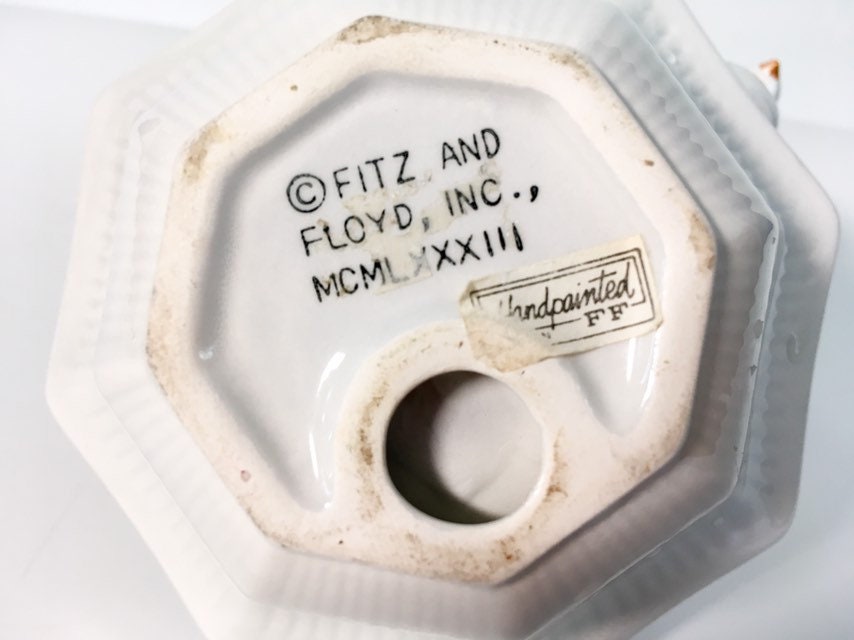 ©FITZ AND
FLOYD, INC.,
MCMLXXXIII
Handpainted
FF